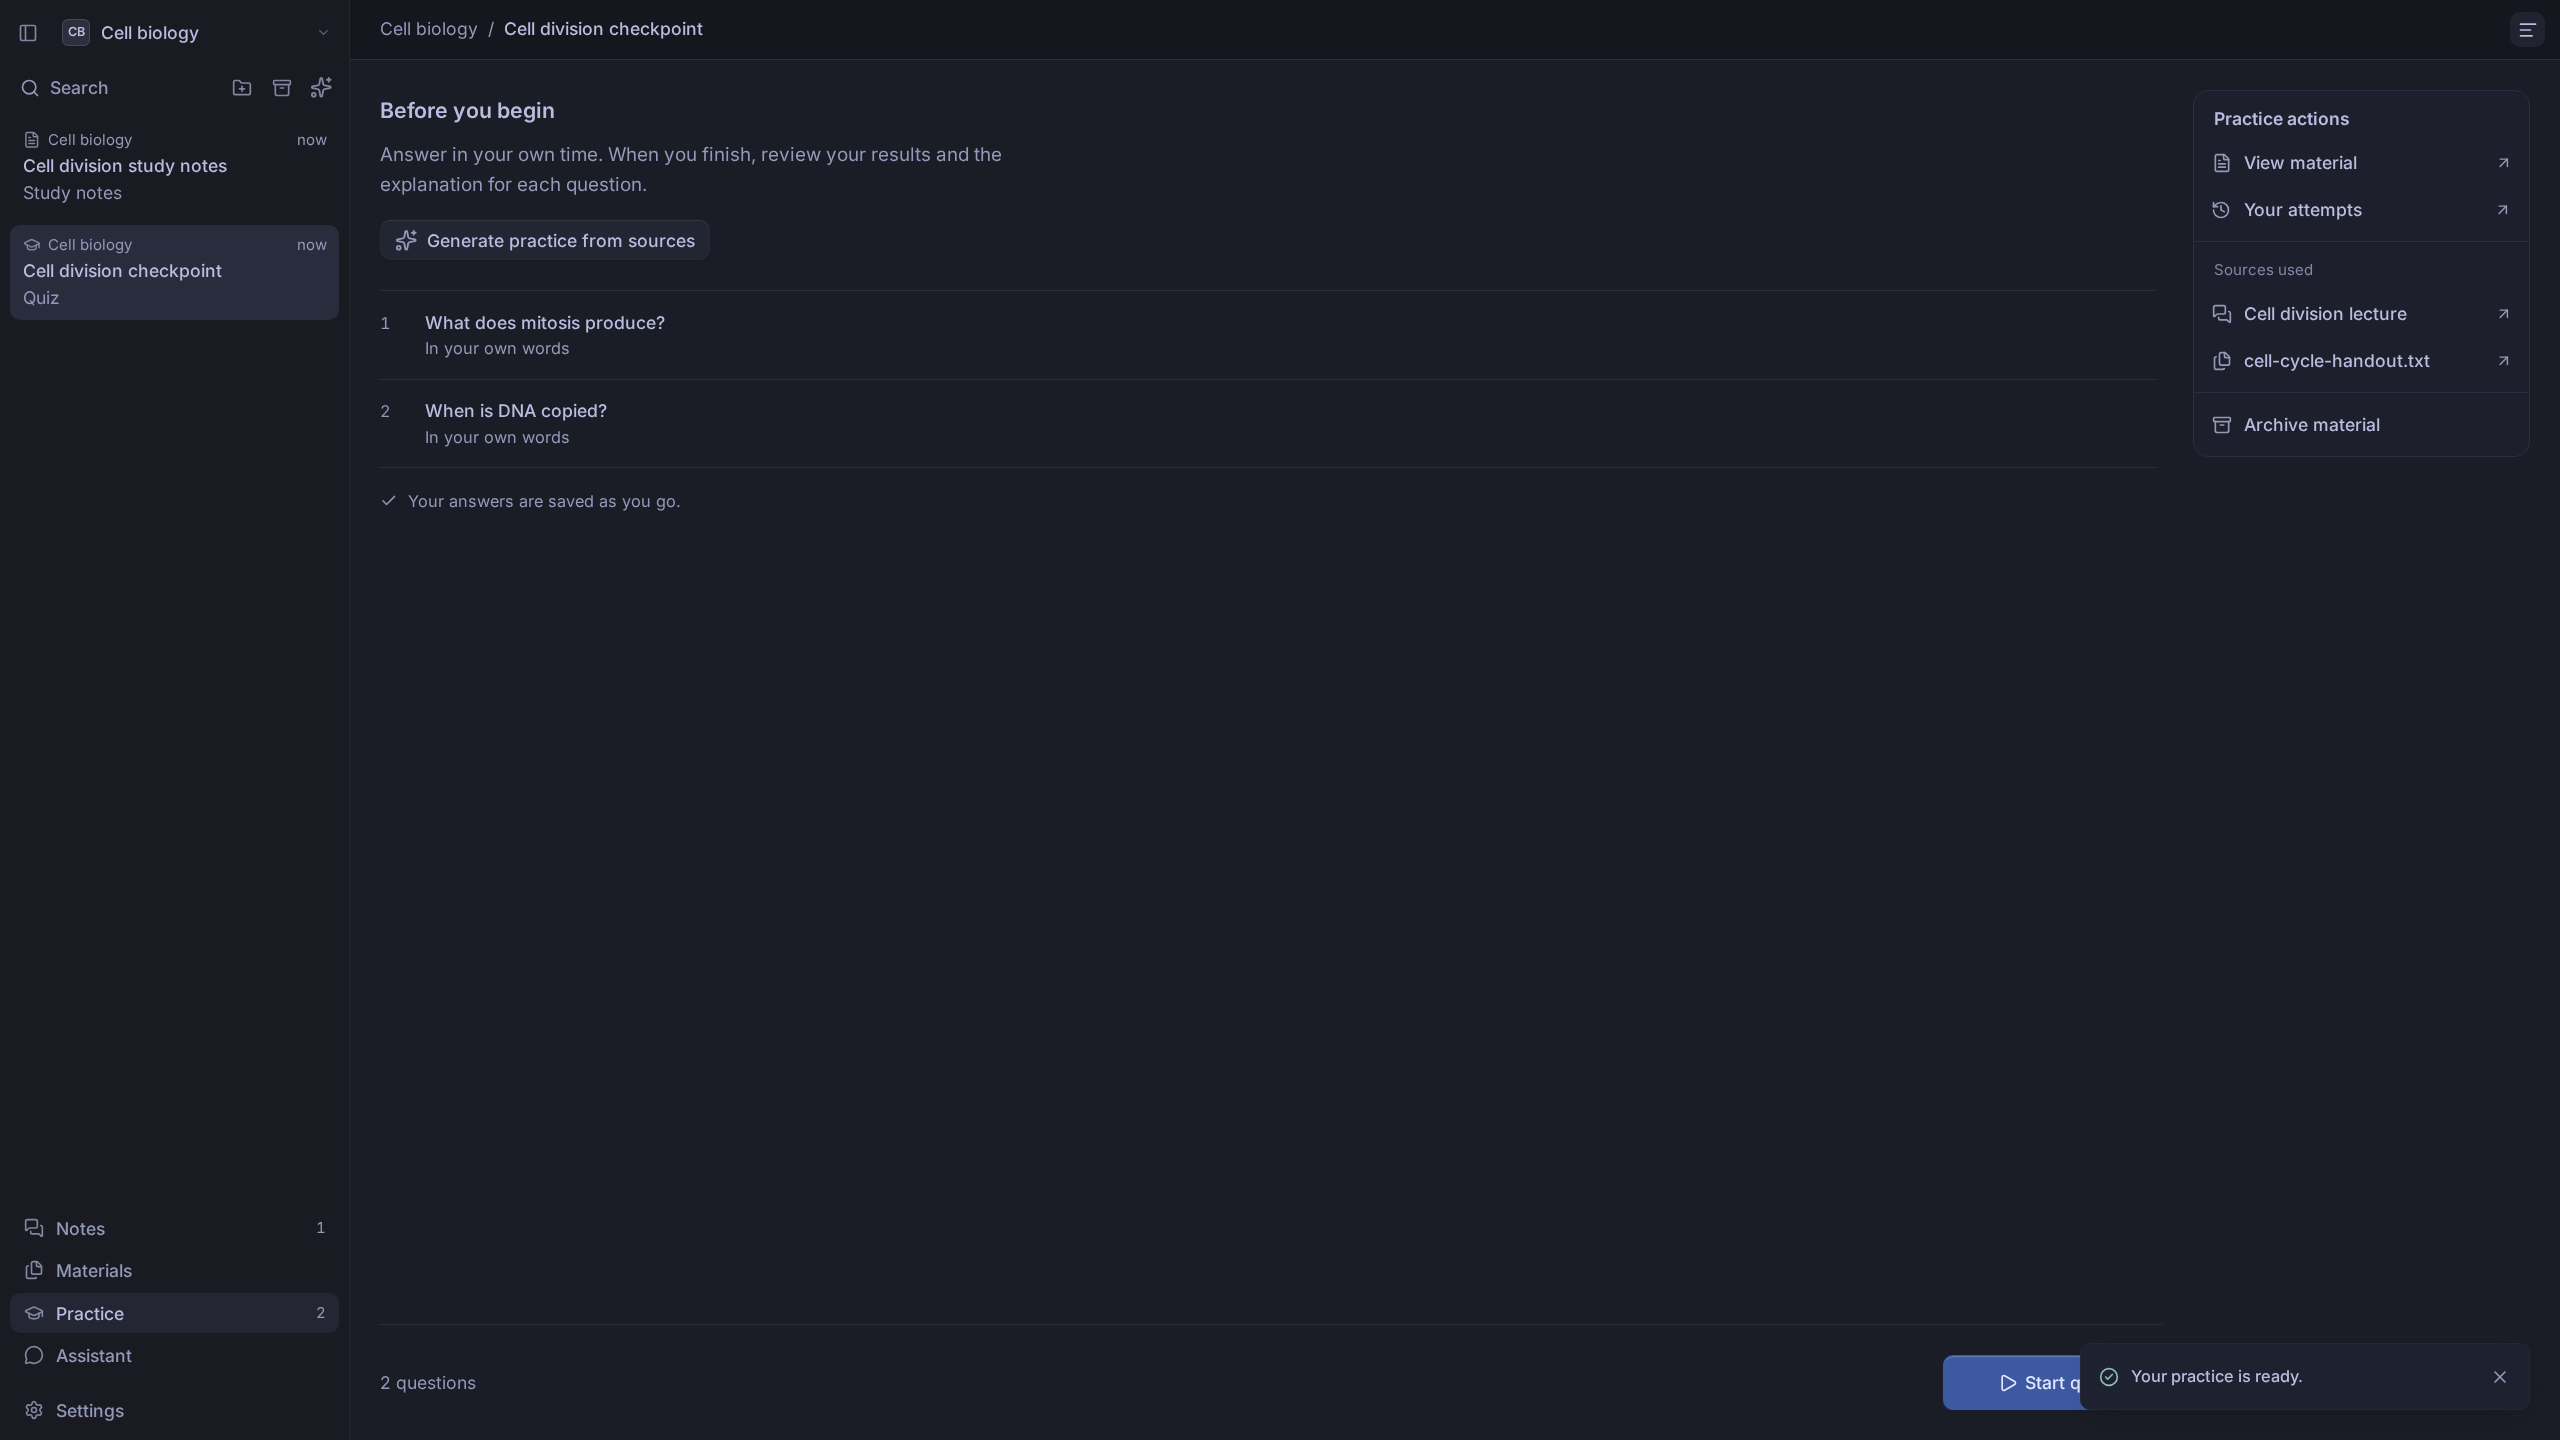 CB Cell biology
Search
Cell biology now
Cell division study notes
Study notes
Cell biology now
Cell division checkpoint
Quiz
Notes 1
Materials
Practice 2
Assistant
Settings
Cell biology / Cell division checkpoint
Before you begin
Answer in your own time. When you finish, review your results and the
explanation for each question.
Generate practice from sources
1 What does mitosis produce?
In your own words
2 When is DNA copied?
In your own words
Your answers are saved as you go.
2 questions
Start q
Practice actions
View material
Your attempts
Sources used
Cell division lecture
cell-cycle-handout.txt
Archive material
Your practice is ready.